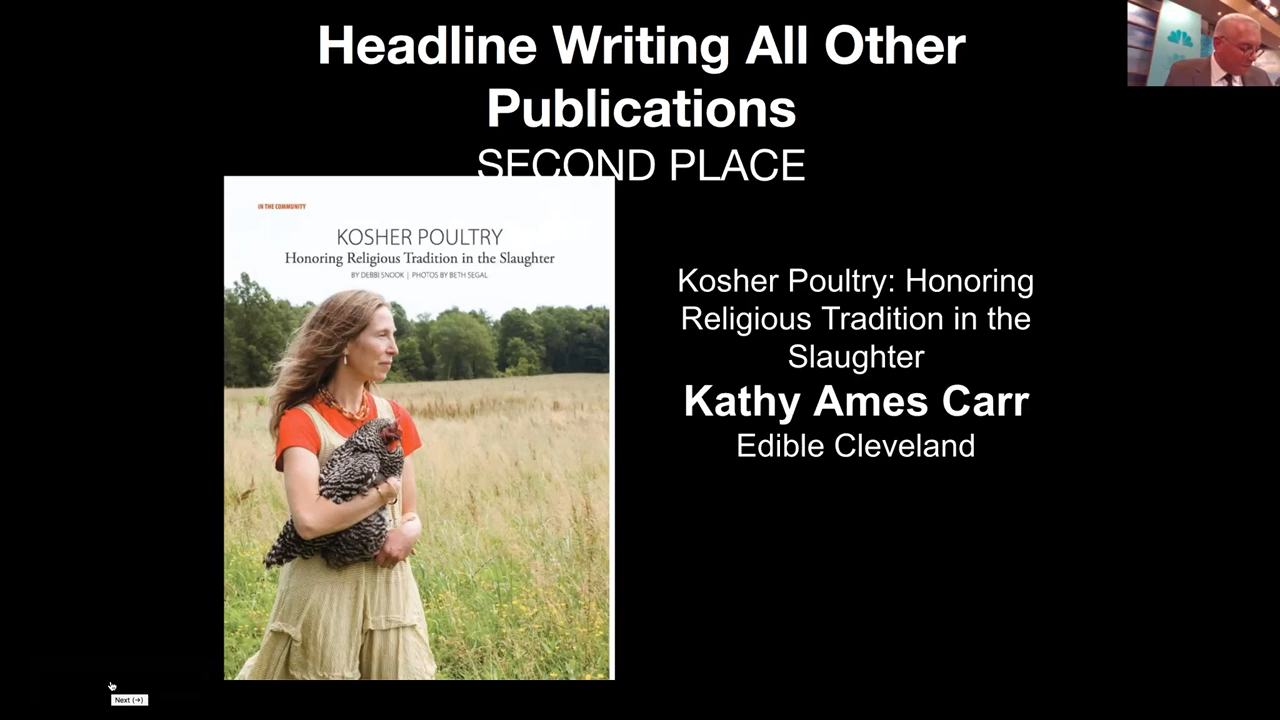 Headline Writing All Other
Publications
SECOND PLACE
IN THE COMMUNITY
KOSHER POULTRY
Honoring Religious Tradition in the Slaughter
BY DEBBI SNOOK | PHOTOS BY BETH SEGAL
Kosher Poultry: Honoring
Religious Tradition in the
Slaughter
Kathy Ames Carr
Edible Cleveland
Next (→)